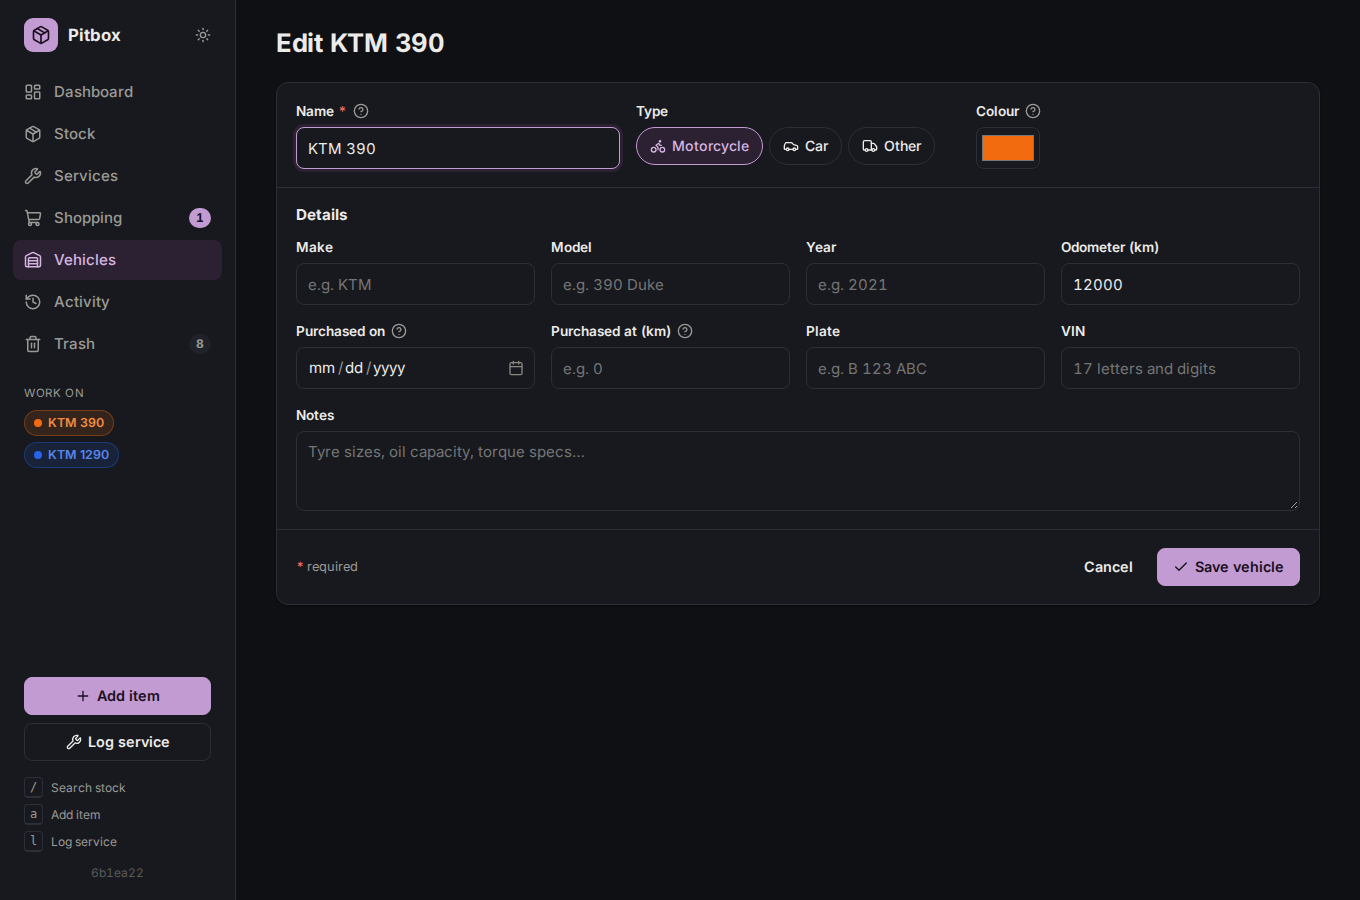 Pitbox
Dashboard
Stock
Services
Shopping 1
Vehicles
Activity
Trash 8
WORK ON
KTM 390
KTM 1290
Add item
Log service
/ Search stock
a Add item
l Log service
6b1ea22
Edit KTM 390
Name * Type Colour
KTM 390 Motorcycle Car Other
Details
Make Model Year Odometer (km)
e.g. KTM e.g. 390 Duke e.g. 2021 12000
Purchased on Purchased at (km) Plate VIN
mm/dd/yyyy e.g. 0 e.g. B 123 ABC 17 letters and digits
Notes
Tyre sizes, oil capacity, torque specs...
* required Cancel Save vehicle